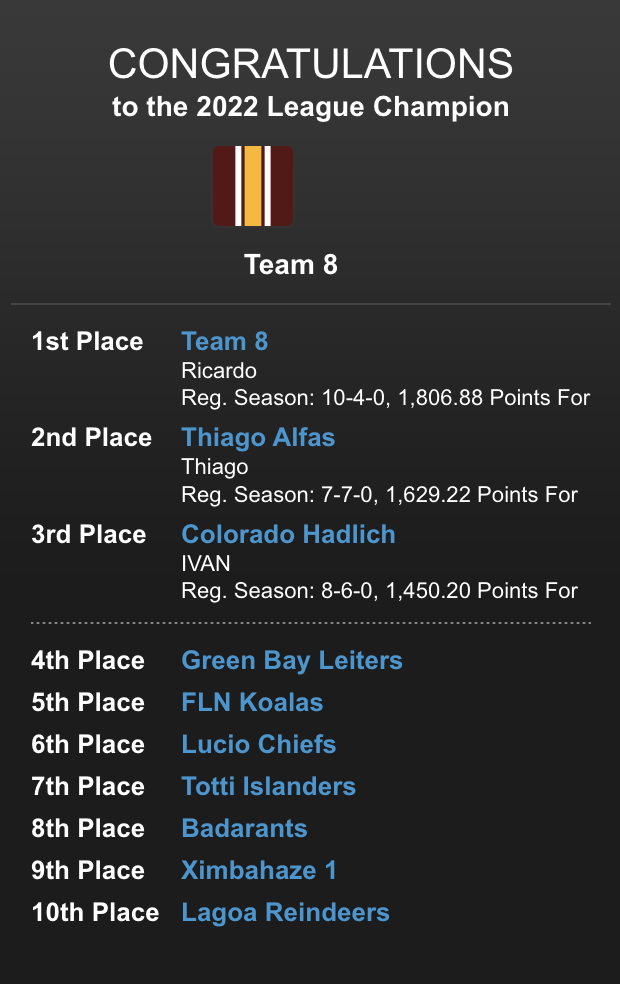 CONGRATULATIONS
to the 2022 League Champion
Team 8
1st Place Team 8
Ricardo
Reg. Season: 10-4-0, 1,806.88 Points For
2nd Place Thiago Alfas
Thiago
Reg. Season: 7-7-0, 1,629.22 Points For
3rd Place Colorado Hadlich
IVAN
Reg. Season: 8-6-0, 1,450.20 Points For
4th Place Green Bay Leiters
5th Place FLN Koalas
6th Place Lucio Chiefs
7th Place Totti Islanders
8th Place Badarants
9th Place Ximbahaze 1
10th Place Lagoa Reindeers